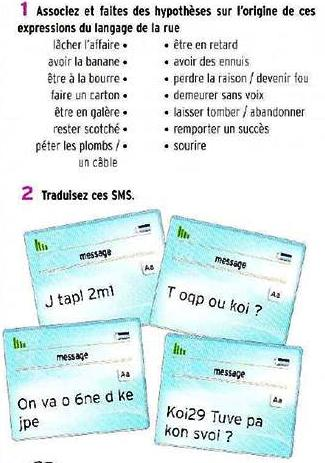 1 Associez et faites des hypothèses sur l'origine de ces
expressions du langage de la rue
lâcher l'affaire • • être en retard
avoir la banane • • avoir des ennuis
être à la bourre • • perdre la raison / devenir fou
faire un carton • • demeurer sans voix
être en galère • • laisser tomber / abandonner
rester scotché • • remporter un succès
péter les plombs / • • sourire
un câble
2 Traduisez ces SMS.
message
Aa
J tapl 2m1
message
Aa
T oqp ou koi ?
message
Aa
On va o 6ne d ke
jpe
message
Aa
Koi29 Tuve pa
kon svoi ?